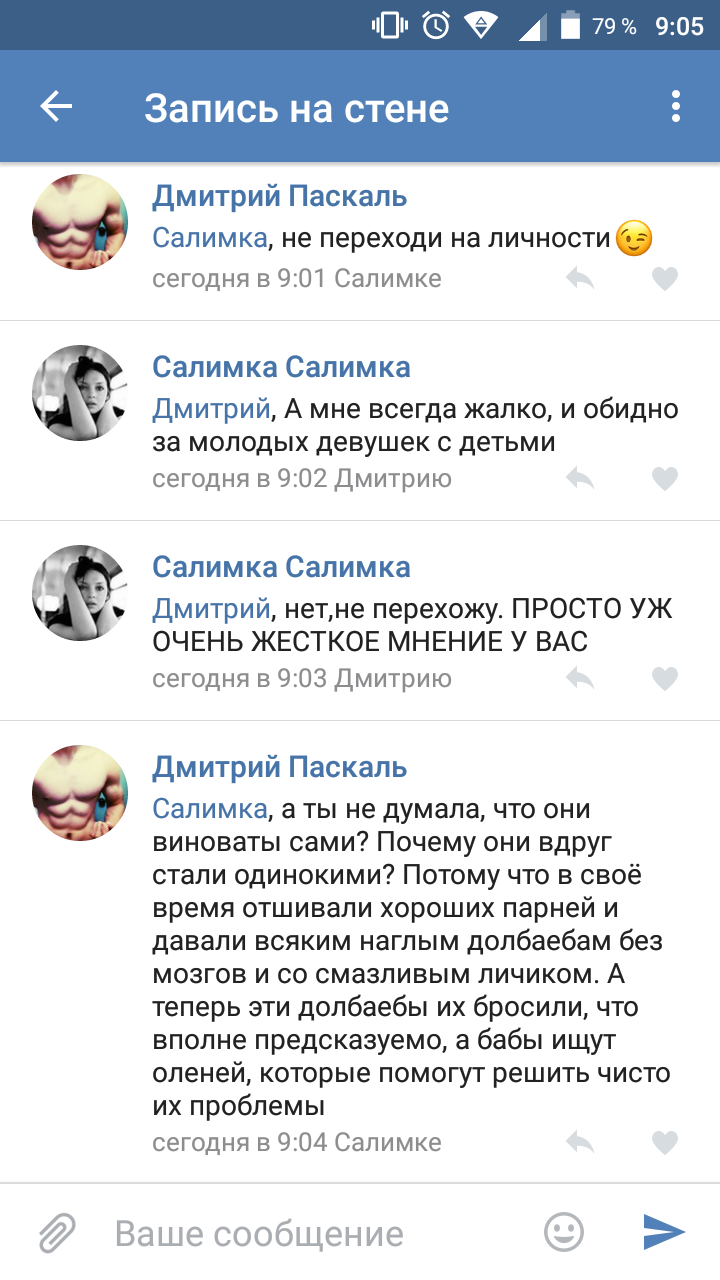 79 % 9:05
Запись на стене
Дмитрий Паскаль
Салимка, не переходи на личности😉
сегодня в 9:01 Салимке
Салимка Салимка
Дмитрий, А мне всегда жалко, и обидно
за молодых девушек с детьми
сегодня в 9:02 Дмитрию
Салимка Салимка
Дмитрий, нет,не перехожу. ПРОСТО УЖ
ОЧЕНЬ ЖЕСТКОЕ МНЕНИЕ У ВАС
сегодня в 9:03 Дмитрию
Дмитрий Паскаль
Салимка, а ты не думала, что они
виноваты сами? Почему они вдруг
стали одинокими? Потому что в своё
время отшивали хороших парней и
давали всяким наглым долбаебам без
мозгов и со смазливым личиком. А
теперь эти долбаебы их бросили, что
вполне предсказуемо, а бабы ищут
оленей, которые помогут решить чисто
их проблемы
сегодня в 9:04 Салимке
Ваше сообщение